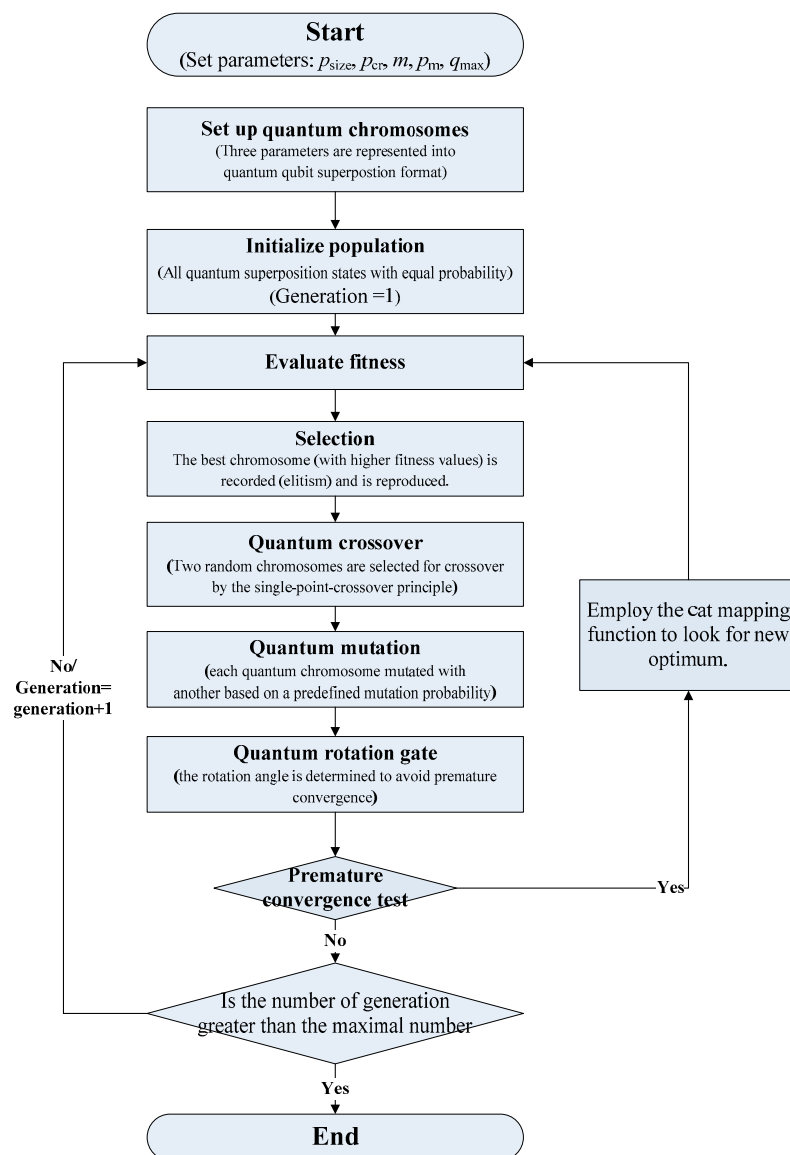 Start
(Set parameters: psize, pcr, m, pm, qmax)
Set up quantum chromosomes
(Three parameters are represented into
quantum qubit superpostion format)
Initialize population
(All quantum superposition states with equal probability)
(Generation =1)
Evaluate fitness
Selection
The best chromosome (with higher fitness values) is
recorded (elitism) and is reproduced.
Quantum crossover
(Two random chromosomes are selected for crossover
by the single-point-crossover principle)
Employ the cat mapping
function to look for new
optimum.
Quantum mutation
(each quantum chromosome mutated with
another based on a predefined mutation probability)
No/
Generation=
generation+1
Quantum rotation gate
(the rotation angle is determined to avoid premature
convergence)
Premature
convergence test
Yes
No
Is the number of generation
greater than the maximal number
Yes
End